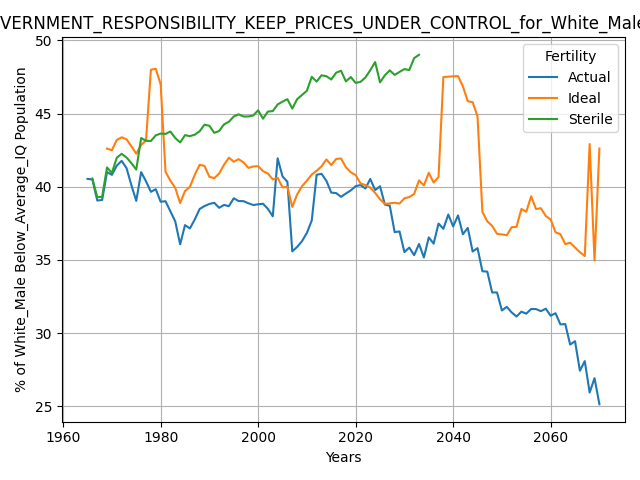 VERNMENT_RESPONSIBILITY_KEEP_PRICES_UNDER_CONTROL_for_White_Male
% of White_Male Below_Average_IQ Population
50
45
40
35
30
25
Fertility
Actual
Ideal
Sterile
1960 1980 2000 2020 2040 2060
Years